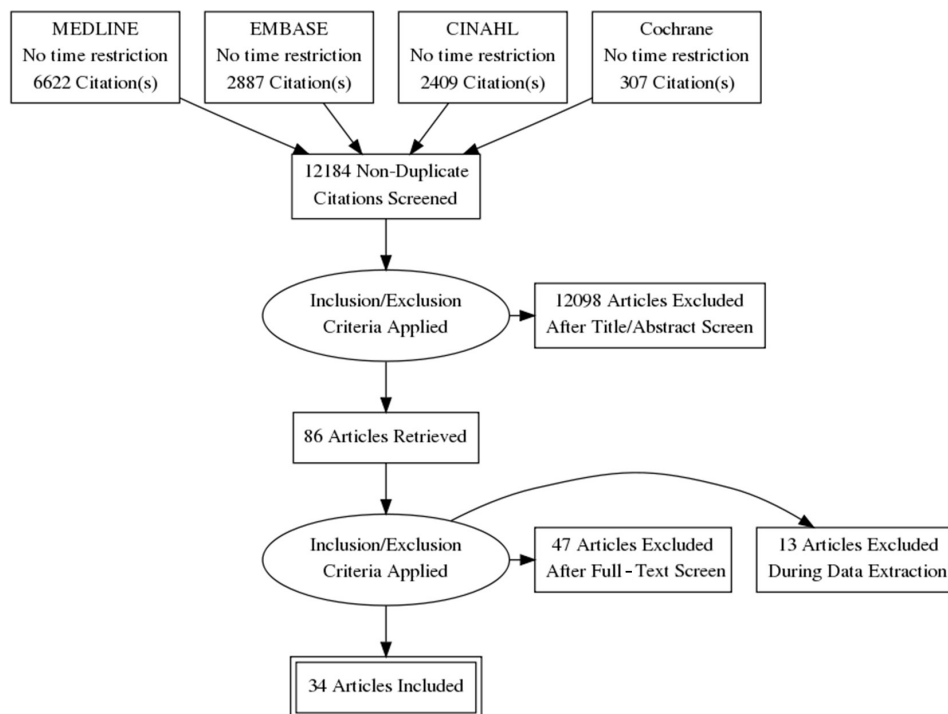 MEDLINE
No time restriction
6622 Citation(s)
EMBASE
No time restriction
2887 Citation(s)
CINAHL
No time restriction
2409 Citation(s)
Cochrane
No time restriction
307 Citation(s)
12184 Non-Duplicate
Citations Screened
Inclusion/Exclusion
Criteria Applied
12098 Articles Excluded
After Title/Abstract Screen
86 Articles Retrieved
Inclusion/Exclusion
Criteria Applied
47 Articles Excluded
After Full-Text Screen
13 Articles Excluded
During Data Extraction
34 Articles Included